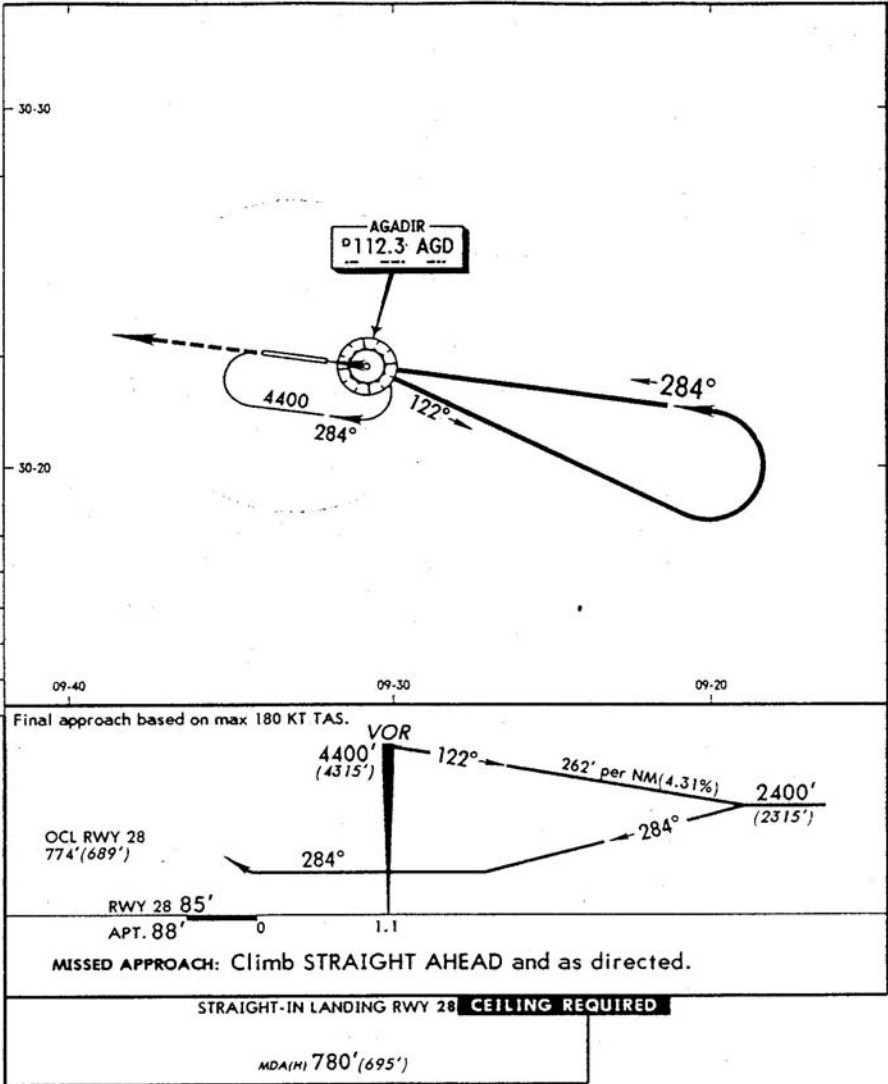 30-30
AGADIR
D112.3 AGD
4400
284°
122°
284°
30-20
09-40 09-30 09-20
Final approach based on max 180 KT TAS.
VOR
4400'
(4315')
122°
262' per NM(4.31%)
2400'
(2315')
284°
OCL RWY 28
774'(689')
284°
RWY 28 85'
APT. 88'
0 1.1
MISSED APPROACH: Climb STRAIGHT AHEAD and as directed.
STRAIGHT-IN LANDING RWY 28 CEILING REQUIRED
MDA(H) 780'(695')